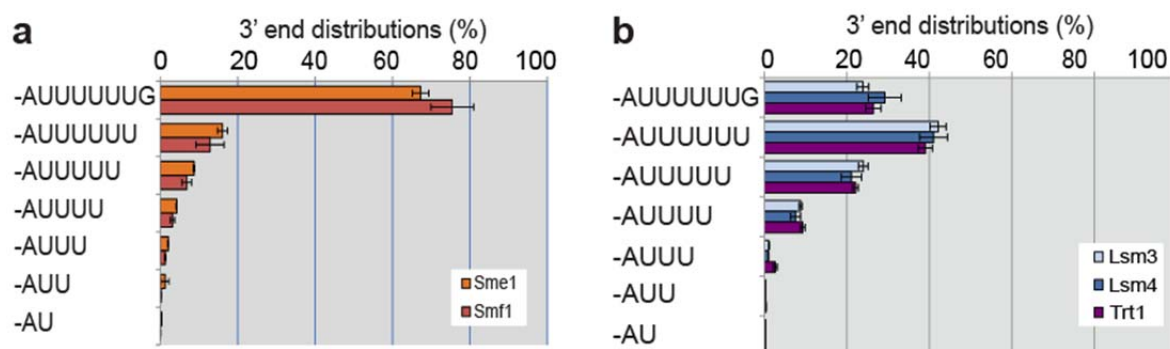 a
3’ end distributions (%)
0 20 40 60 80 100
-AUUUUUUG
-AUUUUUU
-AUUUUU
-AUUUU
-AUUU
-AUU
-AU
Sme1
Smf1
b
3’ end distributions (%)
0 20 40 60 80 100
-AUUUUUUG
-AUUUUUU
-AUUUUU
-AUUUU
-AUUU
-AUU
-AU
Lsm3
Lsm4
Trt1